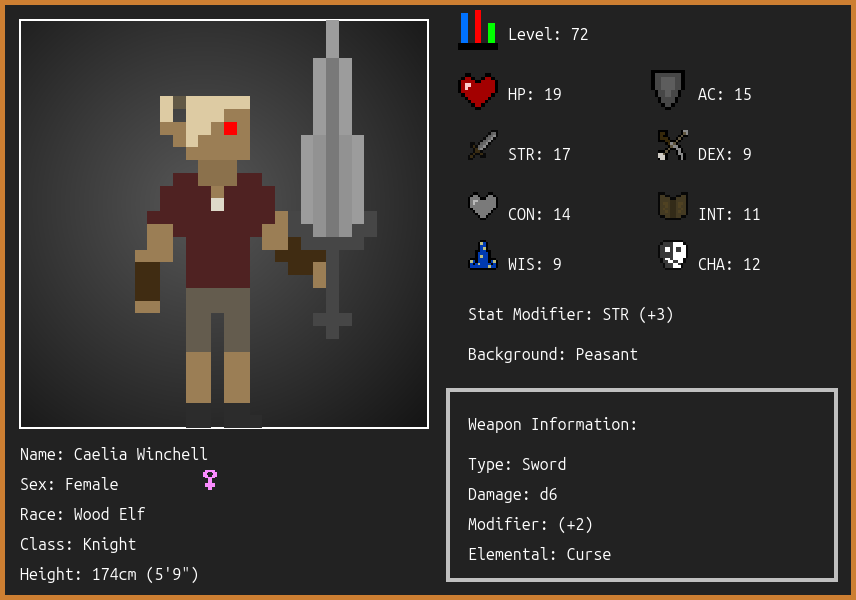 Level: 72
HP: 19
AC: 15
STR: 17
DEX: 9
CON: 14
INT: 11
WIS: 9
CHA: 12
Stat Modifier: STR (+3)
Background: Peasant
Weapon Information:
Type: Sword
Damage: d6
Modifier: (+2)
Elemental: Curse
Name: Caelia Winchell
Sex: Female
Race: Wood Elf
Class: Knight
Height: 174cm (5'9")